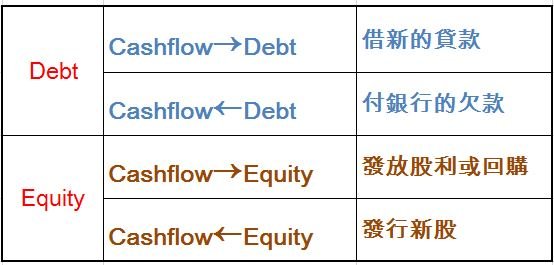 Debt
Cashflow→Debt
借新的貸款
Cashflow←Debt
付銀行的欠款
Equity
Cashflow→Equity
發放股利或回購
Cashflow←Equity
發行新股